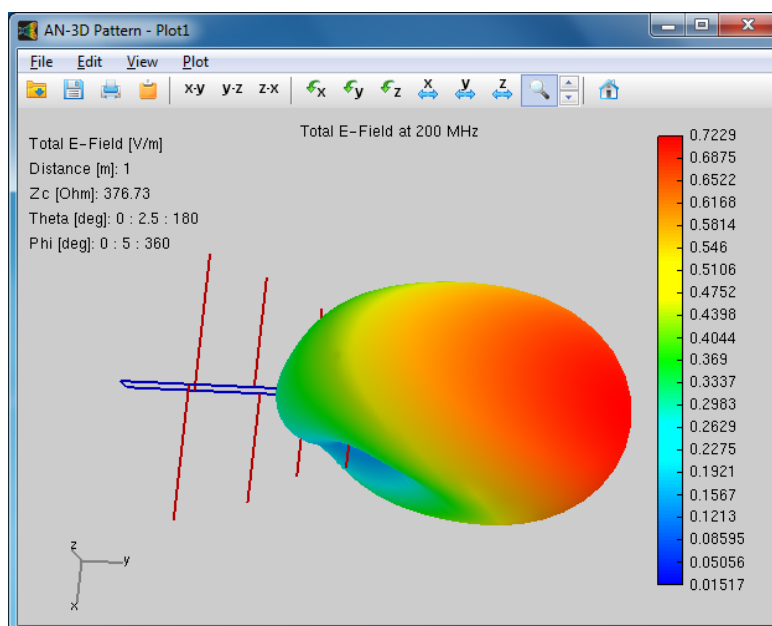 AN-3D Pattern - Plot1
File Edit View Plot
x-y y-z z-x x y z x y z
Total E-Field at 200 MHz
Total E-Field [V/m]
Distance [m]: 1
Zc [Ohm]: 376.73
Theta [deg]: 0 : 2.5 : 180
Phi [deg]: 0 : 5 : 360
0.7229
0.6875
0.6522
0.6168
0.5814
0.546
0.5106
0.4752
0.4398
0.4044
0.369
0.3337
0.2983
0.2629
0.2275
0.1921
0.1567
0.1213
0.08595
0.05056
0.01517
z
y
x